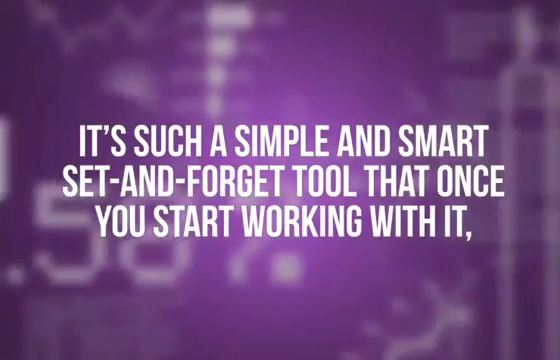 IT'S SUCH A SIMPLE AND SMART
SET-AND-FORGET TOOL THAT ONCE
YOU START WORKING WITH IT,